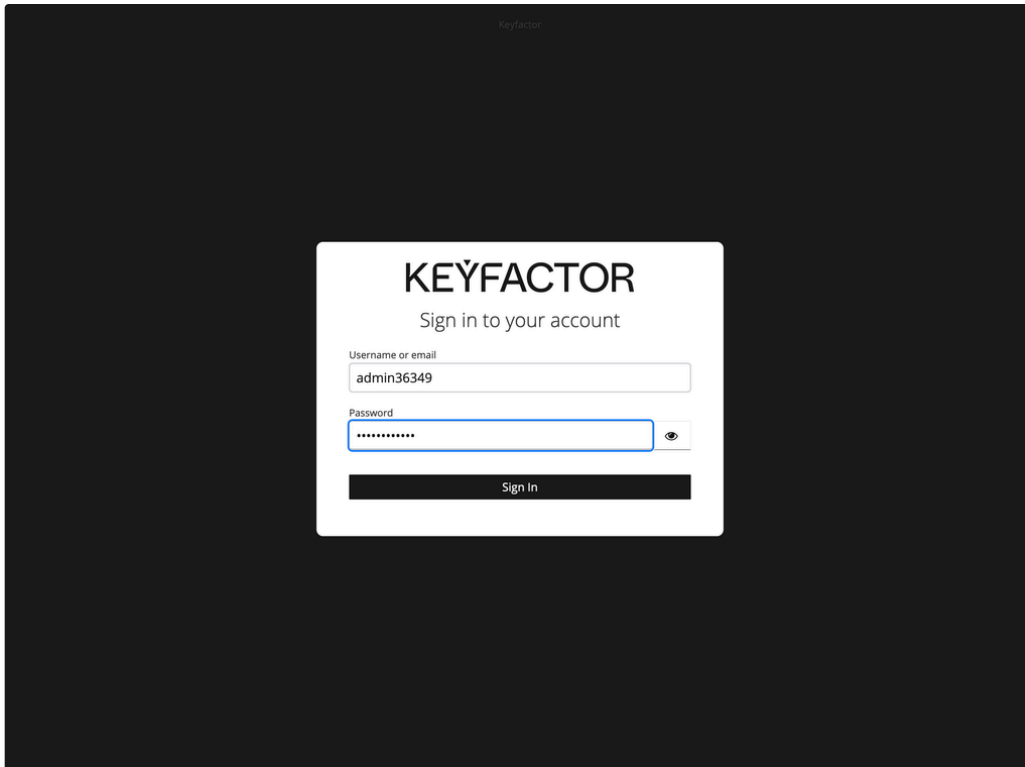 Keyfactor
KEYFACTOR
Sign in to your account
Username or email
admin36349
Password
••••••••••••
Sign In